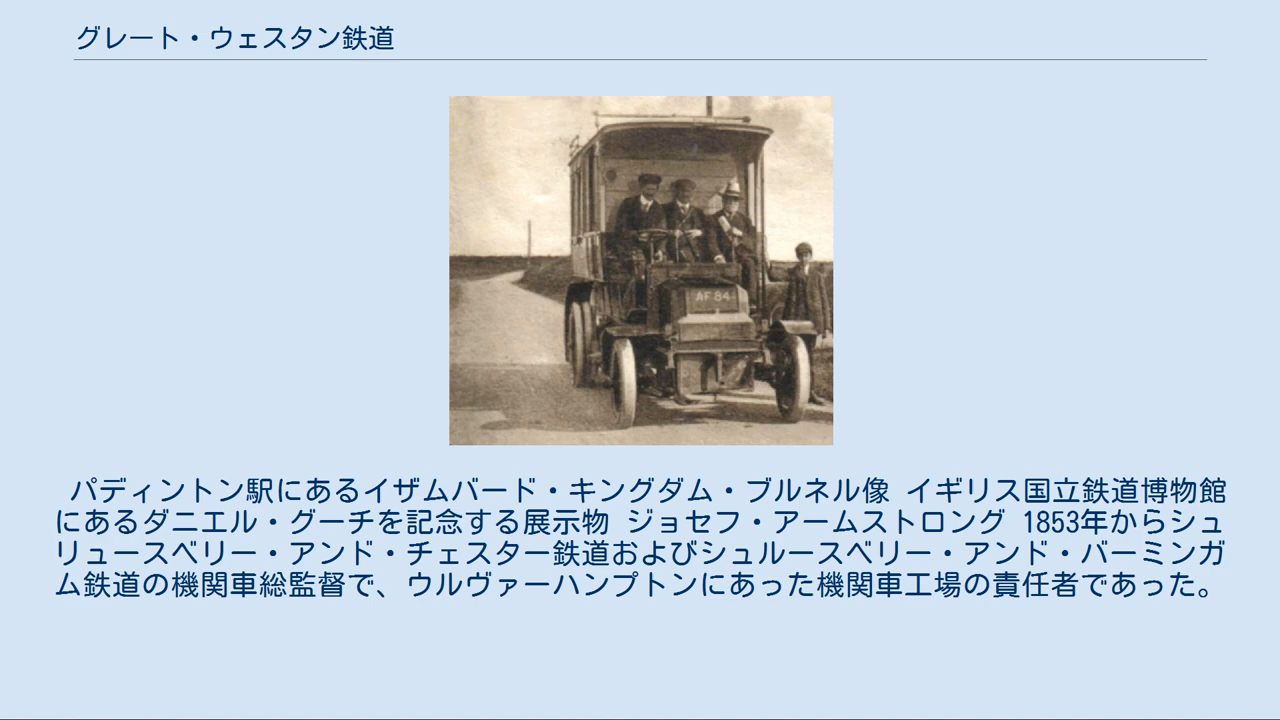 グレート・ウェスタン鉄道
AF 84
パディントン駅にあるイザムバード・キングダム・ブルネル像 イギリス国立鉄道博物館
にあるダニエル・グーチを記念する展示物 ジョセフ・アームストロング 1853年からシュ
リュースベリー・アンド・チェスター鉄道およびシュルースベリー・アンド・バーミンガ
ム鉄道の機関車総監督で、ウルヴァーハンプトンにあった機関車工場の責任者であった。